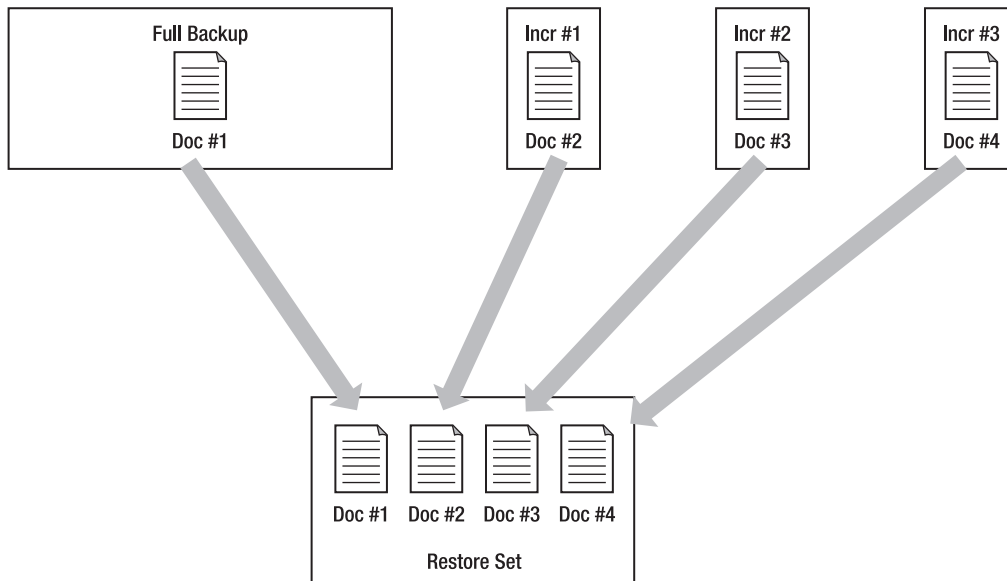 Full Backup
Doc #1
Incr #1
Doc #2
Incr #2
Doc #3
Incr #3
Doc #4
Doc #1 Doc #2 Doc #3 Doc #4
Restore Set